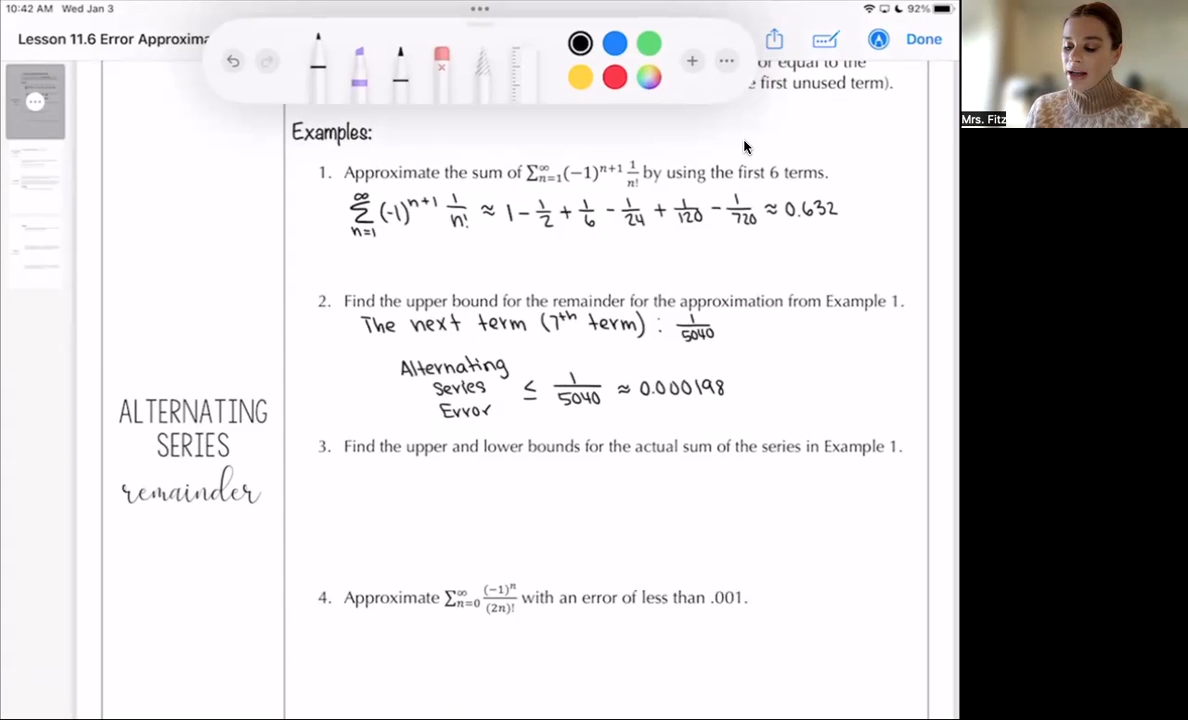 10:42 AM Wed Jan 3
92%
Lesson 11.6 Error Approxima
Done
or equal to the
first unused term).
Mrs. Fitz
Examples:
1. Approximate the sum of ∑_{n=1}^{∞}(−1)^{n+1} 1/n! by using the first 6 terms.
∑_{n=1}^{∞} (-1)^{n+1} 1/n! ≈ 1 - 1/2 + 1/6 - 1/24 + 1/120 - 1/720 ≈ 0.632
2. Find the upper bound for the remainder for the approximation from Example 1.
The next term (7th term) : 1/5040
Alternating
Series
Error
≤ 1/5040 ≈ 0.000198
3. Find the upper and lower bounds for the actual sum of the series in Example 1.
ALTERNATING
SERIES
remainder
4. Approximate ∑_{n=0}^{∞} (−1)^n/(2n)! with an error of less than .001.